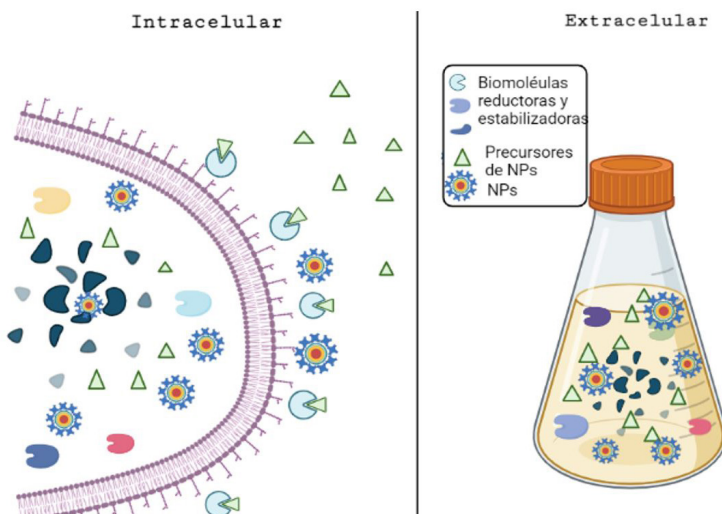 Intracelular
Extracelular
Biomoléulas
reductoras y
estabilizadoras
Precursores
de NPs
NPs